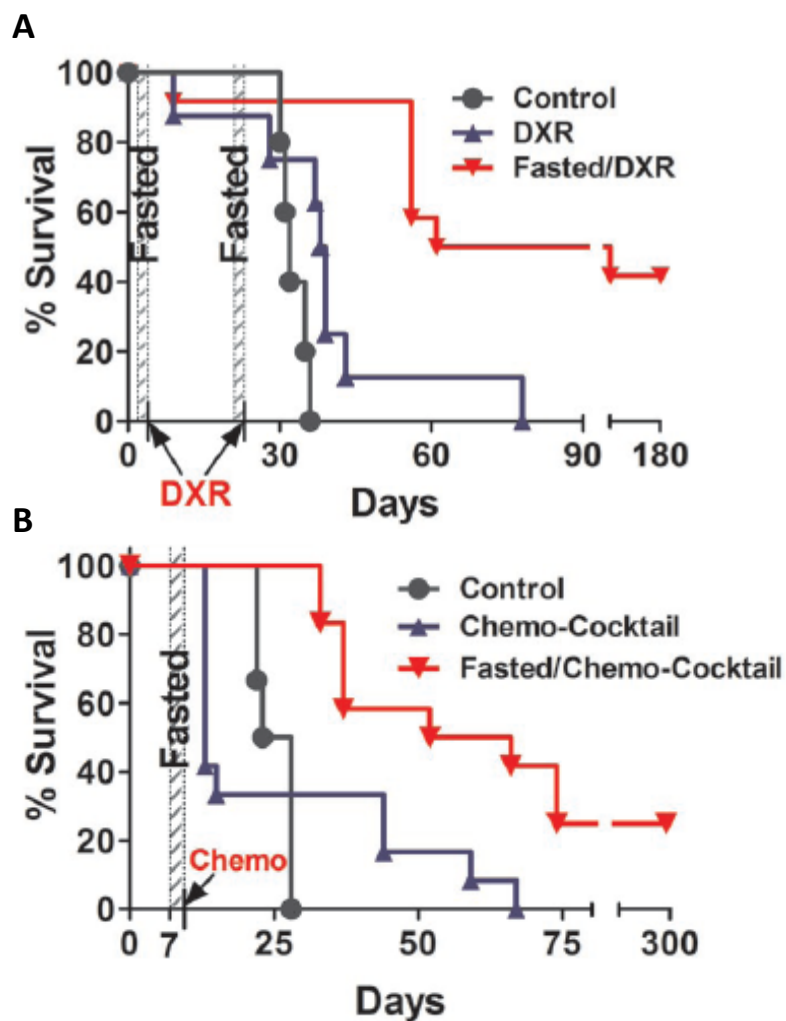 A
100
80
60
40
20
0
% Survival
Fasted
Fasted
Control
DXR
Fasted/DXR
0 30 60 90 180
DXR
Days
B
100
80
60
40
20
0
% Survival
Fasted
Control
Chemo-Cocktail
Fasted/Chemo-Cocktail
Chemo
0 7 25 50 75 300
Days